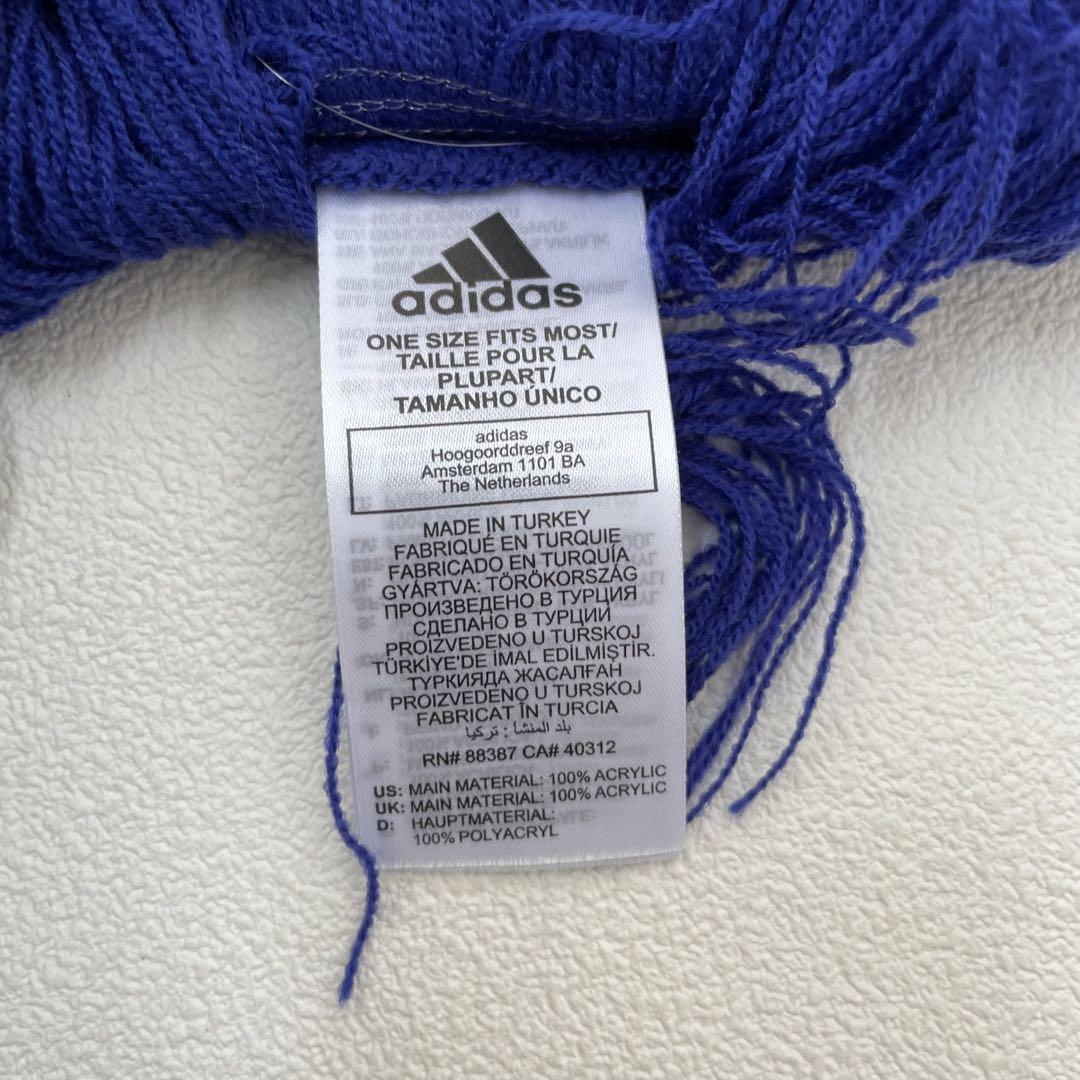 adidas
ONE SIZE FITS MOST/
TAILLE POUR LA
PLUPART/
TAMANHO ÚNICO
adidas
Hoogoorddreef 9a
Amsterdam 1101 BA
The Netherlands
MADE IN TURKEY
FABRIQUÉ EN TURQUIE
FABRICADO EN TURQUÍA
GYÁRTVA: TÖRÖKORSZÁG
ПРОИЗВЕДЕНО В ТУРЦИЯ
СДЕЛАНО В ТУРЦИИ
PROIZVEDENO U TURSKOJ
TÜRKİYE'DE İMAL EDİLMİŞTİR.
ТҮРКИЯДА ЖАСАЛҒАН
PROIZVEDENO U TURSKOJ
FABRICAT ÎN TURCIA
بلد المنشأ : تركيا
RN# 88387 CA# 40312
US: MAIN MATERIAL: 100% ACRYLIC
UK: MAIN MATERIAL: 100% ACRYLIC
D: HAUPTMATERIAL:
100% POLYACRYL